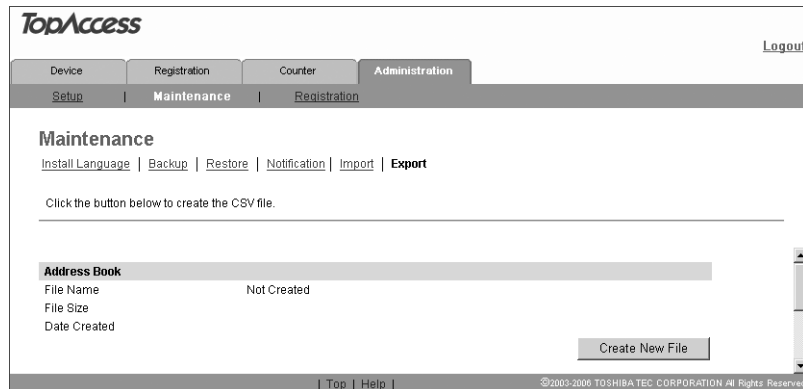 TopAccess
Logout
Device Registration Counter Administration
Setup | Maintenance | Registration
Maintenance
Install Language | Backup | Restore | Notification | Import | Export
Click the button below to create the CSV file.
Address Book
File Name Not Created
File Size
Date Created
Create New File
| Top | Help | ©2003-2006 TOSHIBA TEC CORPORATION All Rights Reserved